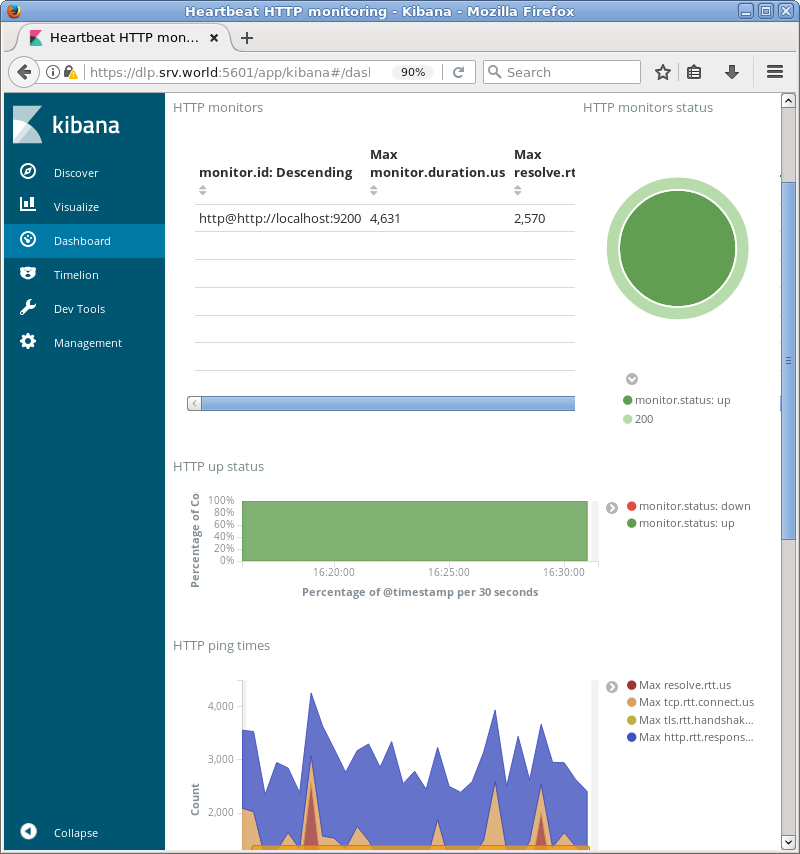 Heartbeat HTTP monitoring - Kibana - Mozilla Firefox
Heartbeat HTTP mon...
https://dlp.srv.world:5601/app/kibana#/dasl
90%
Search
kibana
Discover
Visualize
Dashboard
Timelion
Dev Tools
Management
Collapse
HTTP monitors
monitor.id: Descending
Max
monitor.duration.us
Max
resolve.rt
http@http://localhost:9200
4,631
2,570
HTTP monitors status
monitor.status: up
200
HTTP up status
Percentage of Co
100%
80%
60%
40%
20%
0%
16:20:00
16:25:00
16:30:00
Percentage of @timestamp per 30 seconds
monitor.status: down
monitor.status: up
HTTP ping times
Count
4,000
3,000
2,000
Max resolve.rtt.us
Max tcp.rtt.connect.us
Max tls.rtt.handshak...
Max http.rtt.respons...